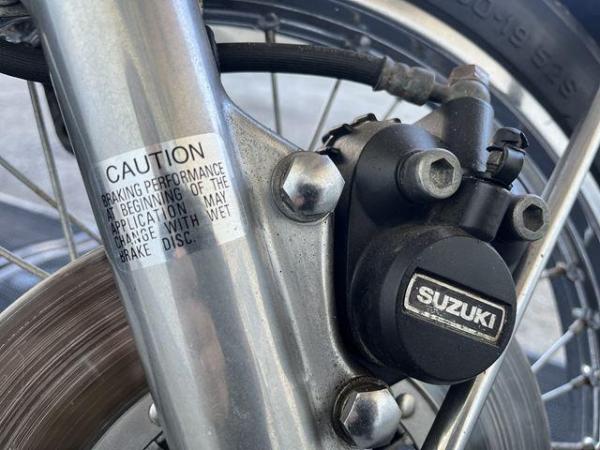 CAUTION
BRAKING PERFORMANCE
AT BEGINNING OF THE
APPLICATION MAY
CHANGE WITH WET
BRAKE DISC.
SUZUKI